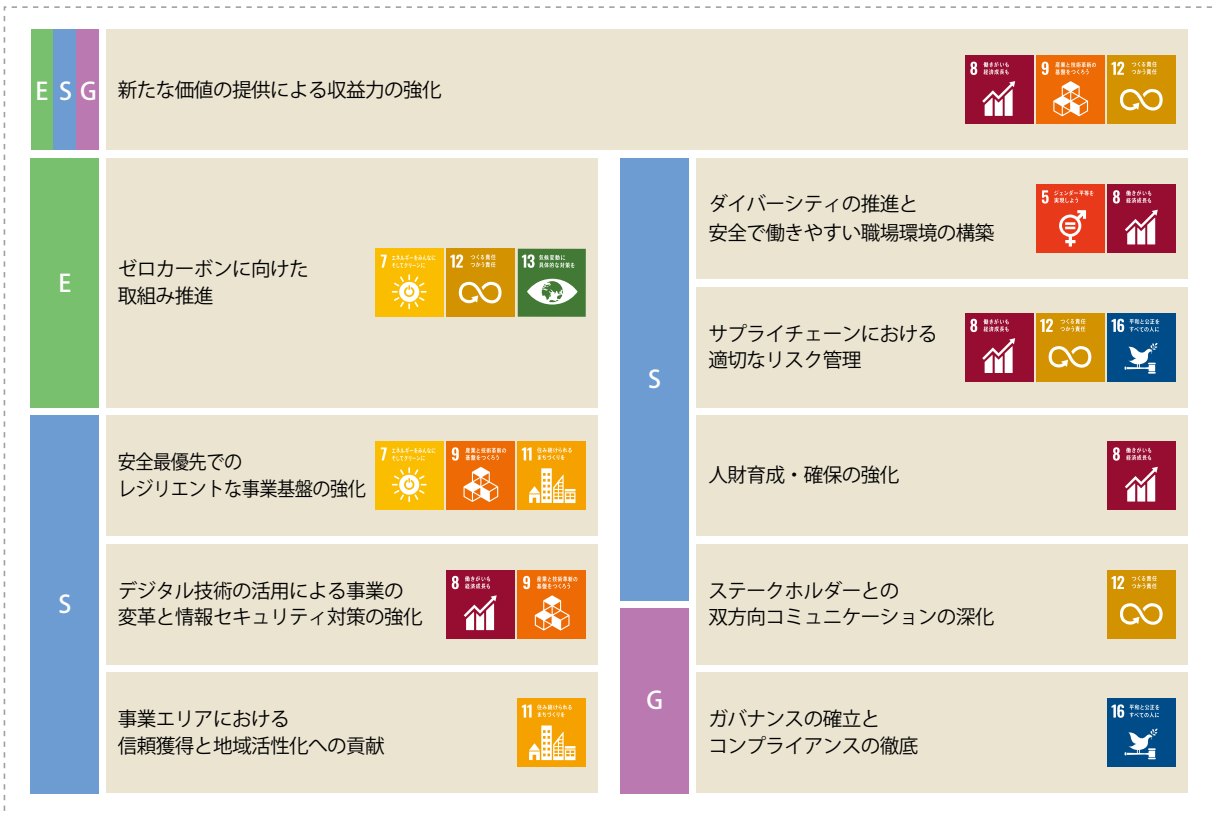 E S G
新たな価値の提供による収益力の強化
8 働きがいも
経済成長も
9 産業と技術革新の
基盤をつくろう
12 つくる責任
つかう責任
E
ゼロカーボンに向けた
取組み推進
7 エネルギーをみんなに
そしてクリーンに
12 つくる責任
つかう責任
13 気候変動に
具体的な対策を
S
安全最優先での
レジリエントな事業基盤の強化
7 エネルギーをみんなに
そしてクリーンに
9 産業と技術革新の
基盤をつくろう
11 住み続けられる
まちづくりを
デジタル技術の活用による事業の
変革と情報セキュリティ対策の強化
8 働きがいも
経済成長も
9 産業と技術革新の
基盤をつくろう
事業エリアにおける
信頼獲得と地域活性化への貢献
11 住み続けられる
まちづくりを
S
ダイバーシティの推進と
安全で働きやすい職場環境の構築
5 ジェンダー平等を
実現しよう
8 働きがいも
経済成長も
サプライチェーンにおける
適切なリスク管理
8 働きがいも
経済成長も
12 つくる責任
つかう責任
16 平和と公正を
すべての人に
人財育成・確保の強化
8 働きがいも
経済成長も
ステークホルダーとの
双方向コミュニケーションの深化
12 つくる責任
つかう責任
G
ガバナンスの確立と
コンプライアンスの徹底
16 平和と公正を
すべての人に